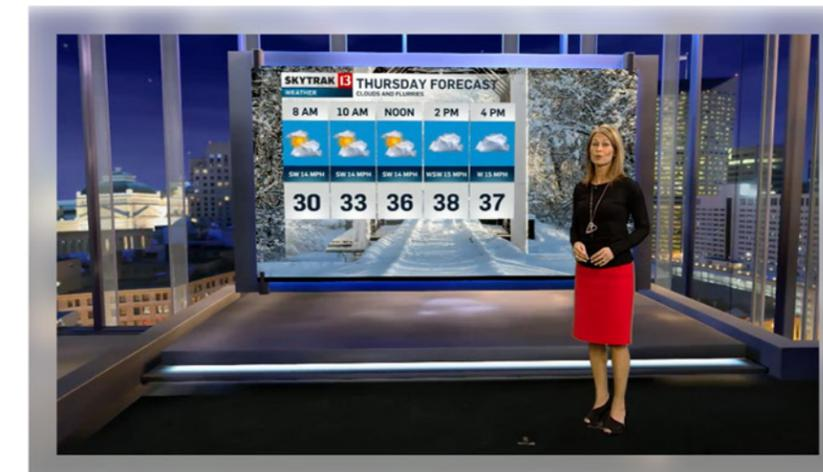 SKYTRAK 13
WEATHER
THURSDAY FORECAST
CLOUDS AND FLURRIES
8 AM 10 AM NOON 2 PM 4 PM
SW 14 MPH SW 14 MPH SW 14 MPH WSW 15 MPH W 15 MPH
30 33 36 38 37